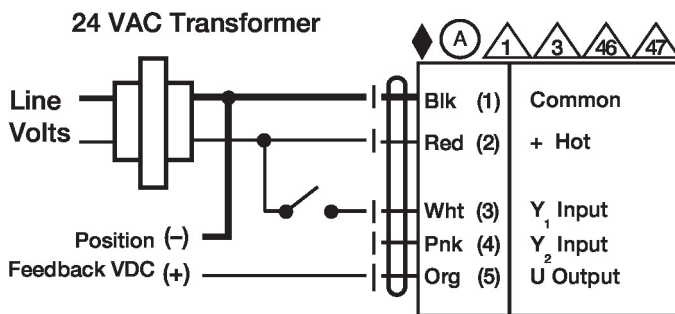 24 VAC Transformer
A 1 3 46 47
Line Volts
Blk (1) Common
Red (2) + Hot
Wht (3) Y1 Input
Position (–)
Pnk (4) Y2 Input
Feedback VDC (+)
Org (5) U Output